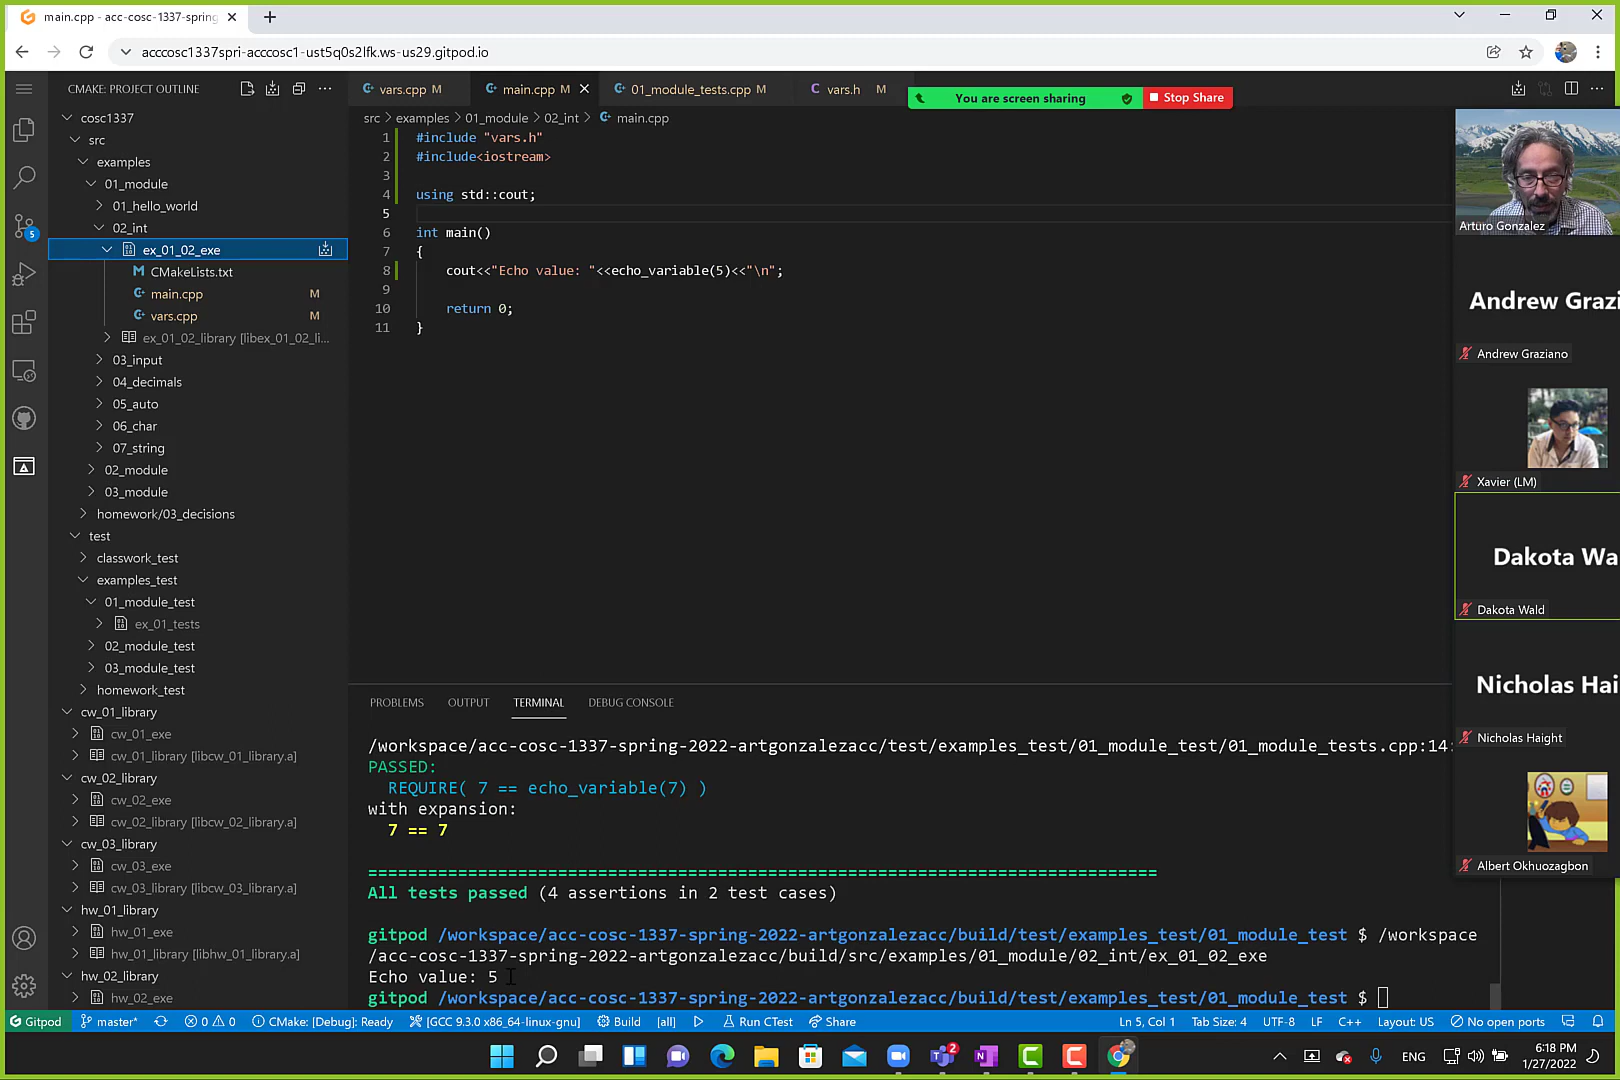 main.cpp - acc-cosc-1337-spring
acccosc1337spri-acccosc1-ust5q0s2lfk.ws-us29.gitpod.io
CMAKE: PROJECT OUTLINE
cosc1337
src
examples
01_module
01_hello_world
02_int
ex_01_02_exe
CMakeLists.txt
main.cpp M
vars.cpp M
ex_01_02_library [libex_01_02_li...
03_input
04_decimals
05_auto
06_char
07_string
02_module
03_module
homework/03_decisions
test
classwork_test
examples_test
01_module_test
ex_01_tests
02_module_test
03_module_test
homework_test
cw_01_library
cw_01_exe
cw_01_library [libcw_01_library.a]
cw_02_library
cw_02_exe
cw_02_library [libcw_02_library.a]
cw_03_library
cw_03_exe
cw_03_library [libcw_03_library.a]
hw_01_library
hw_01_exe
hw_01_library [libhw_01_library.a]
hw_02_library
hw_02_exe
5
vars.cpp M
main.cpp M
01_module_tests.cpp M
vars.h M
You are screen sharing
Stop Share
src > examples > 01_module > 02_int > main.cpp
1 #include "vars.h"
2 #include<iostream>
3
4 using std::cout;
5
6 int main()
7 {
8 cout<<"Echo value: "<<echo_variable(5)<<"\n";
9
10 return 0;
11 }
PROBLEMS OUTPUT TERMINAL DEBUG CONSOLE
/workspace/acc-cosc-1337-spring-2022-artgonzalezacc/test/examples_test/01_module_test/01_module_tests.cpp:14:
PASSED:
REQUIRE( 7 == echo_variable(7) )
with expansion:
7 == 7
===============================================================================
All tests passed (4 assertions in 2 test cases)
gitpod /workspace/acc-cosc-1337-spring-2022-artgonzalezacc/build/test/examples_test/01_module_test $ /workspace
/acc-cosc-1337-spring-2022-artgonzalezacc/build/src/examples/01_module/02_int/ex_01_02_exe
Echo value: 5
gitpod /workspace/acc-cosc-1337-spring-2022-artgonzalezacc/build/test/examples_test/01_module_test $
Arturo Gonzalez
Andrew Grazi
Andrew Graziano
Xavier (LM)
Dakota Wa
Dakota Wald
Nicholas Hai
Nicholas Haight
Albert Okhuozagbon
Gitpod master* 0 0 CMake: [Debug]: Ready [GCC 9.3.0 x86_64-linux-gnu] Build [all] Run CTest Share Ln 5, Col 1 Tab Size: 4 UTF-8 LF C++ Layout: US No open ports
2
ENG
6:18 PM
1/27/2022